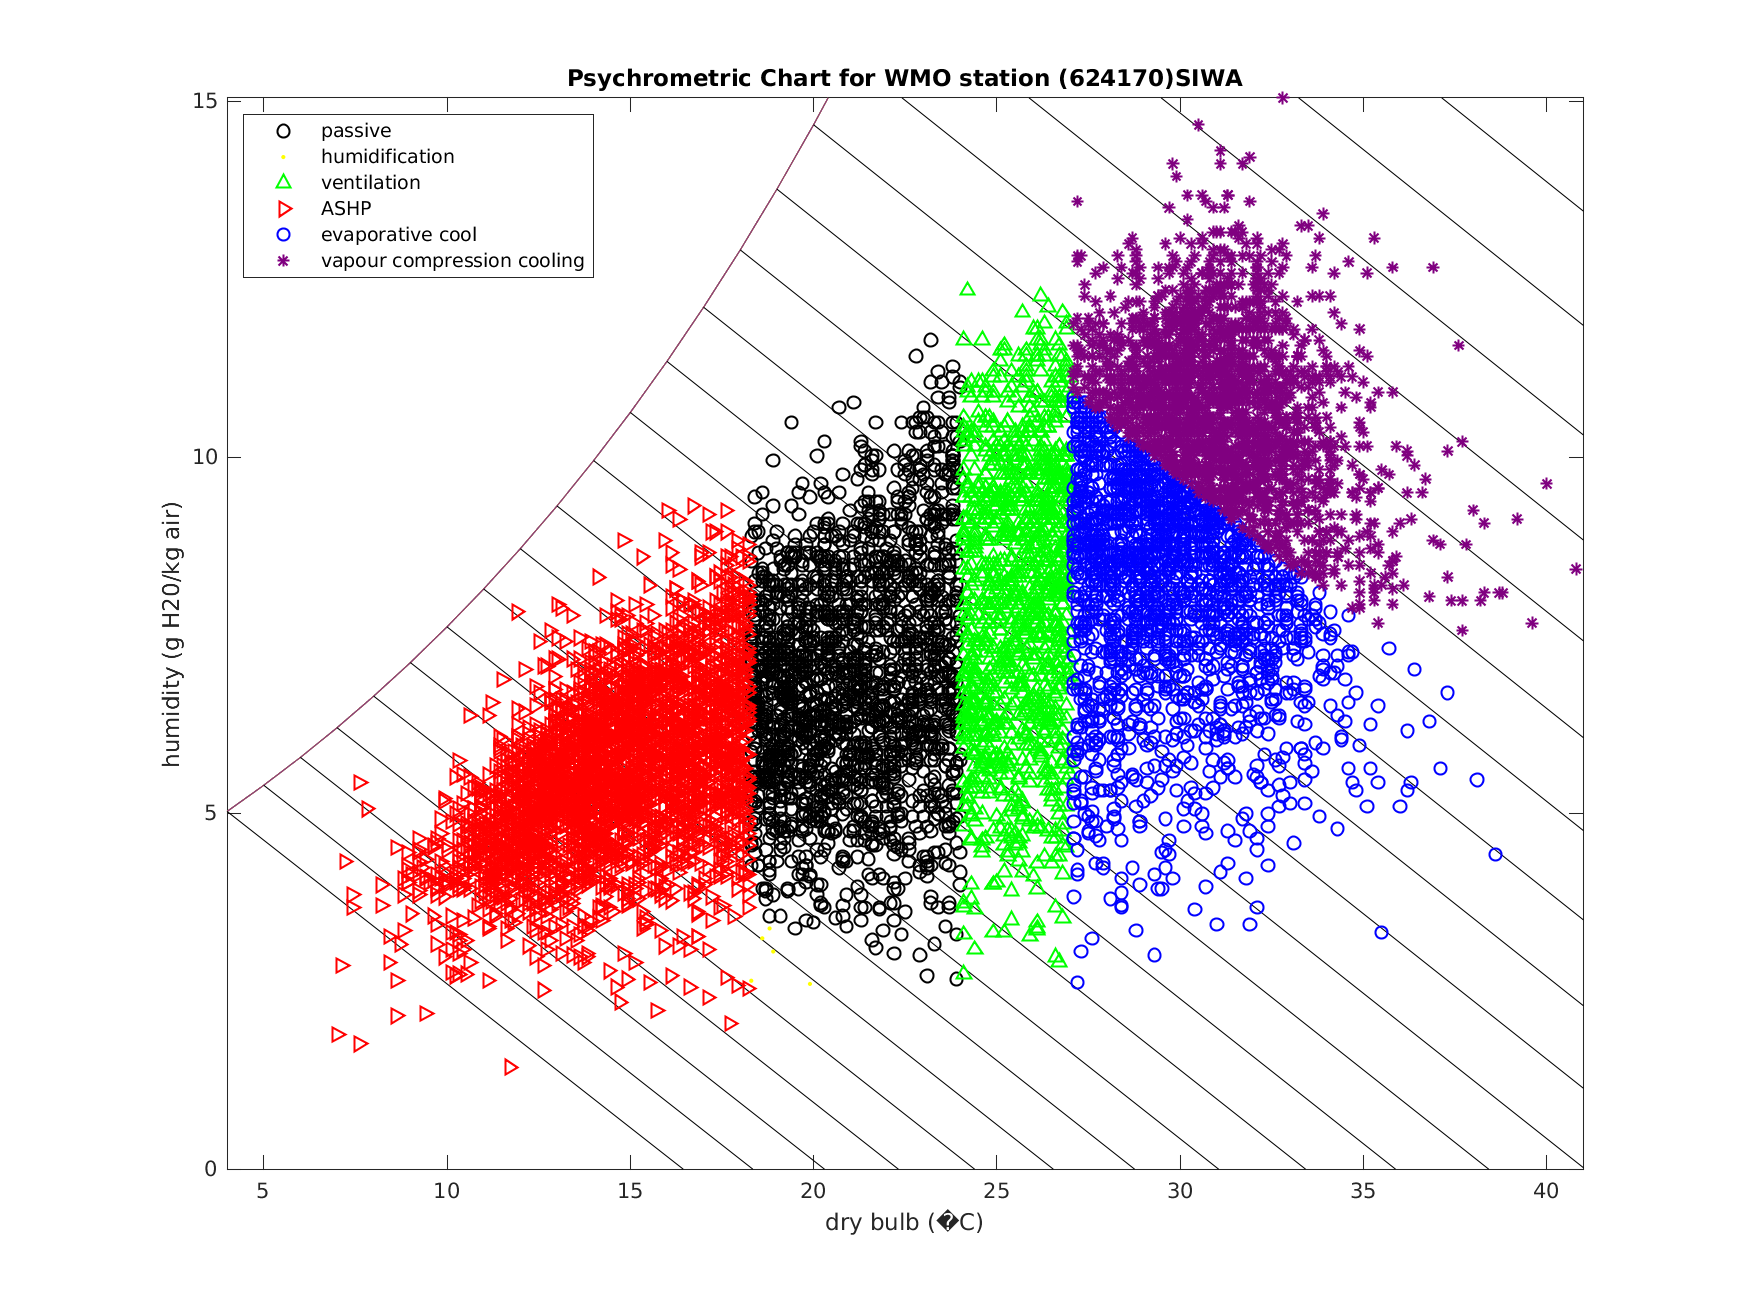 Psychrometric Chart for WMO station (624170)SIWA
15
passive
humidification
ventilation
ASHP
evaporative cool
vapour compression cooling
10
humidity (g H20/kg air)
5
0
5 10 15 20 25 30 35 40
dry bulb (�C)